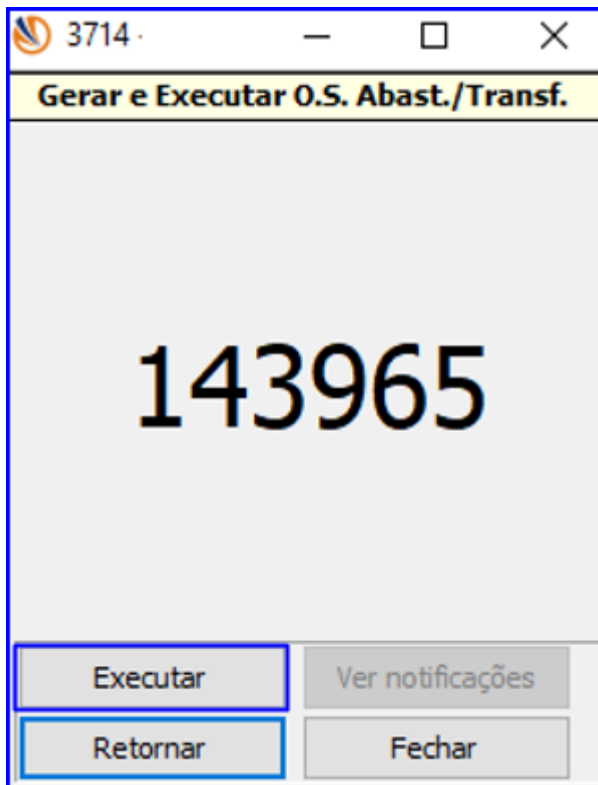 3714 -
Gerar e Executar O.S. Abast./Transf.
143965
Executar
Ver notificações
Retornar
Fechar